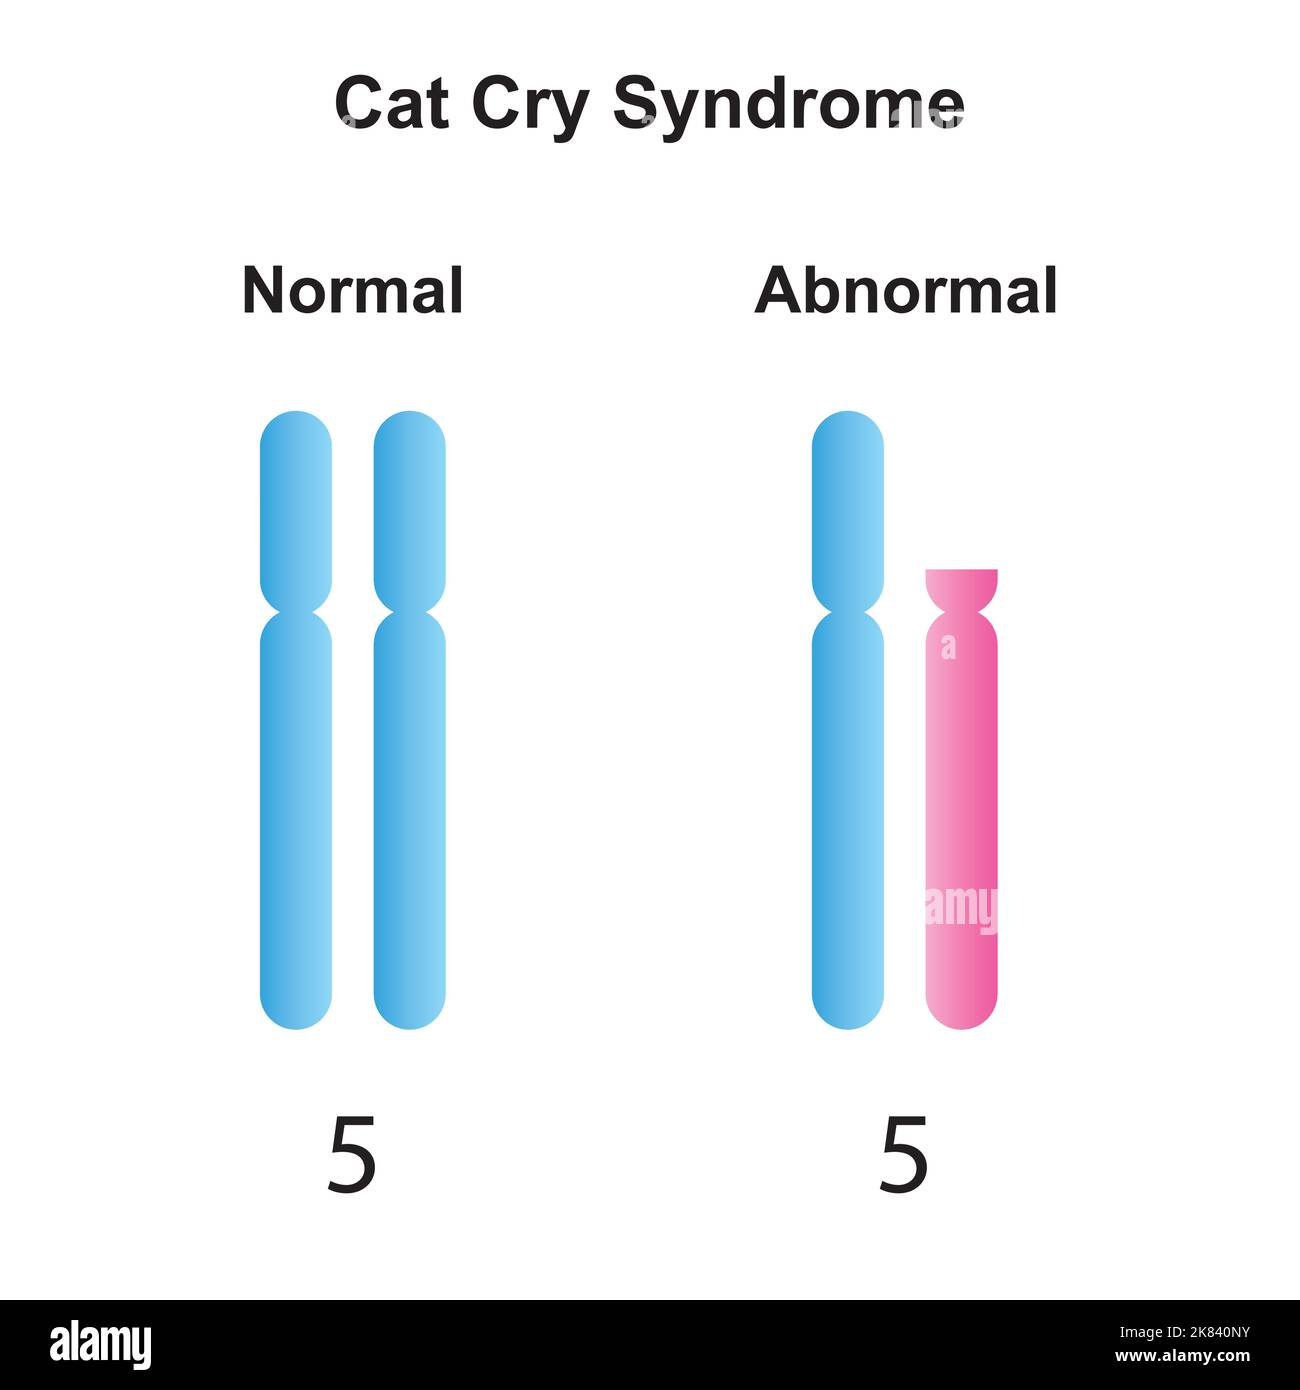 Cat Cry Syndrome
Normal Abnormal
a
a
5 5
alamy
Image ID: 2K840NY
www.alamy.com